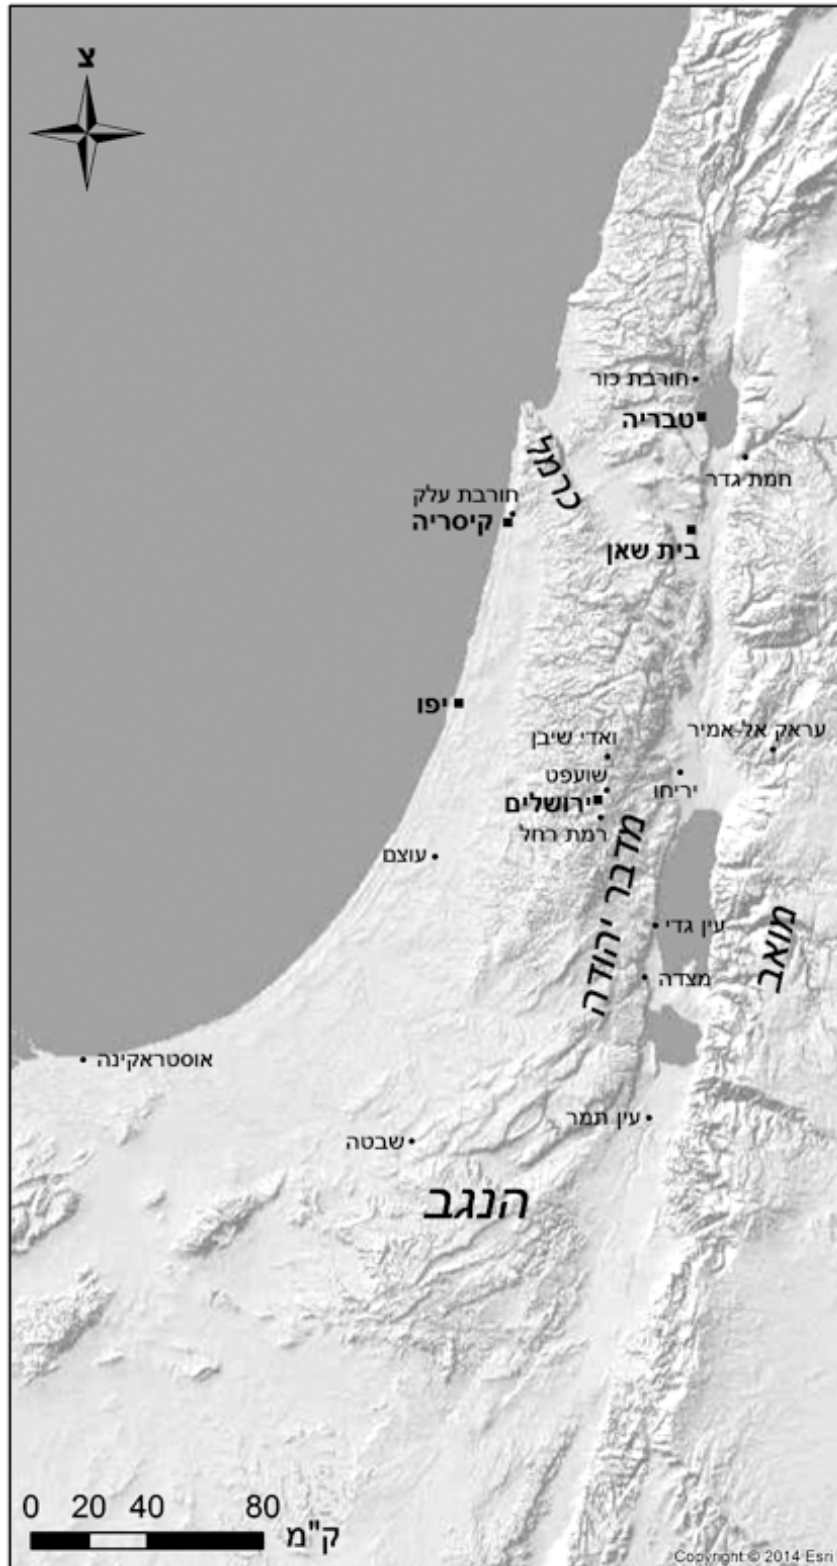 צ
חורבת כור
טבריה
כרמל
חמת גדר
חורבת עלק
קיסריה
בית שאן
יפו
ואדי שיבן
עראק אל-אמיר
שועפט
יריחו
ירושלים
רמת רחל
מדבר יהודה
עוצם
עין גדי
מואב
מצדה
אוסטראקינה
עין תמר
שבטה
הנגב
0 20 40 80
ק"מ
Copyright © 2014 Esri